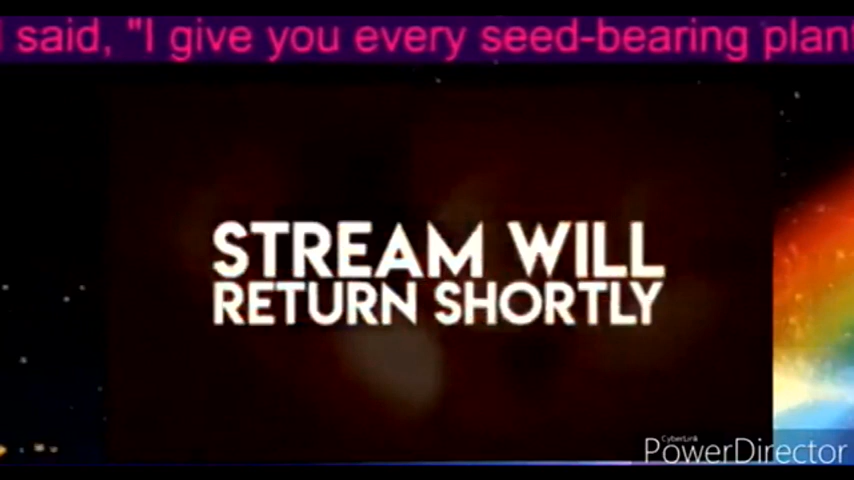 said, "I give you every seed-bearing plant
STREAM WILL
RETURN SHORTLY
CyberLink
PowerDirector